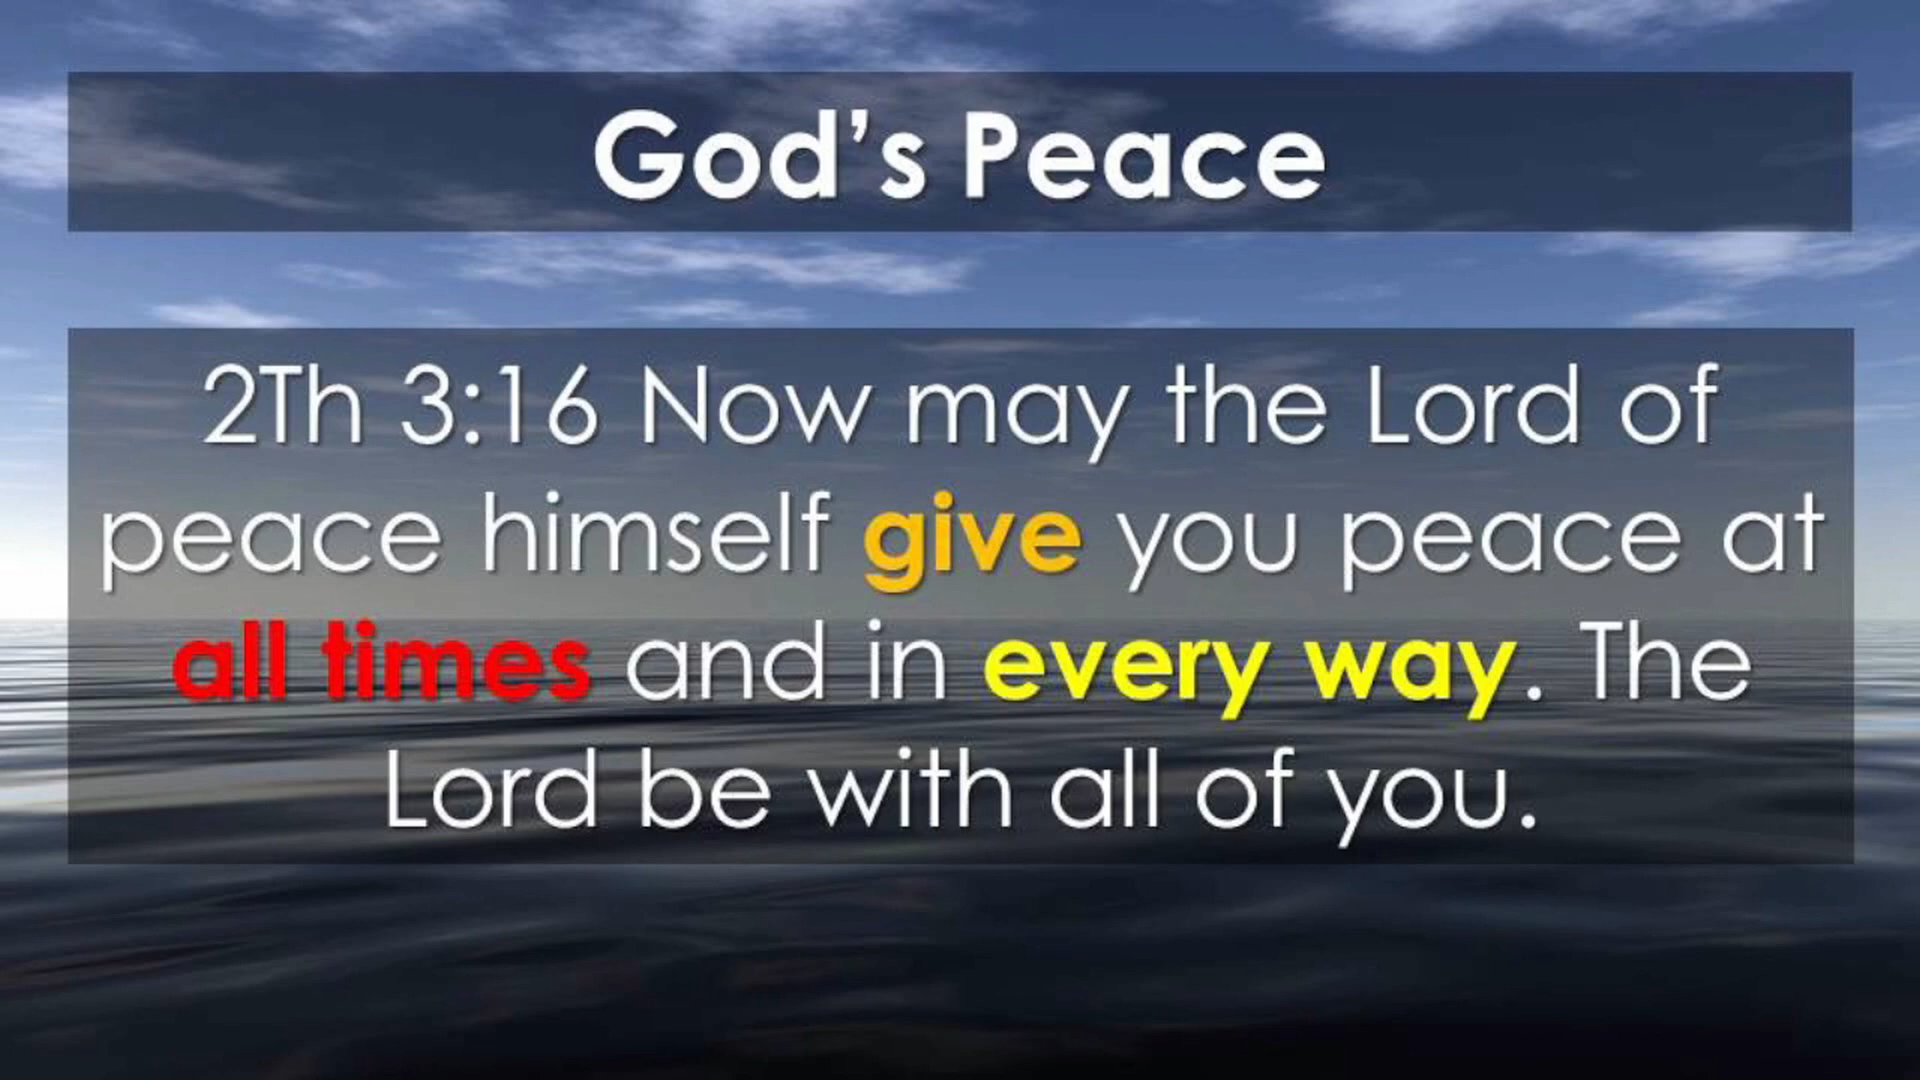 God’s Peace
2Th 3:16 Now may the Lord of
peace himself give you peace at
all times and in every way. The
Lord be with all of you.